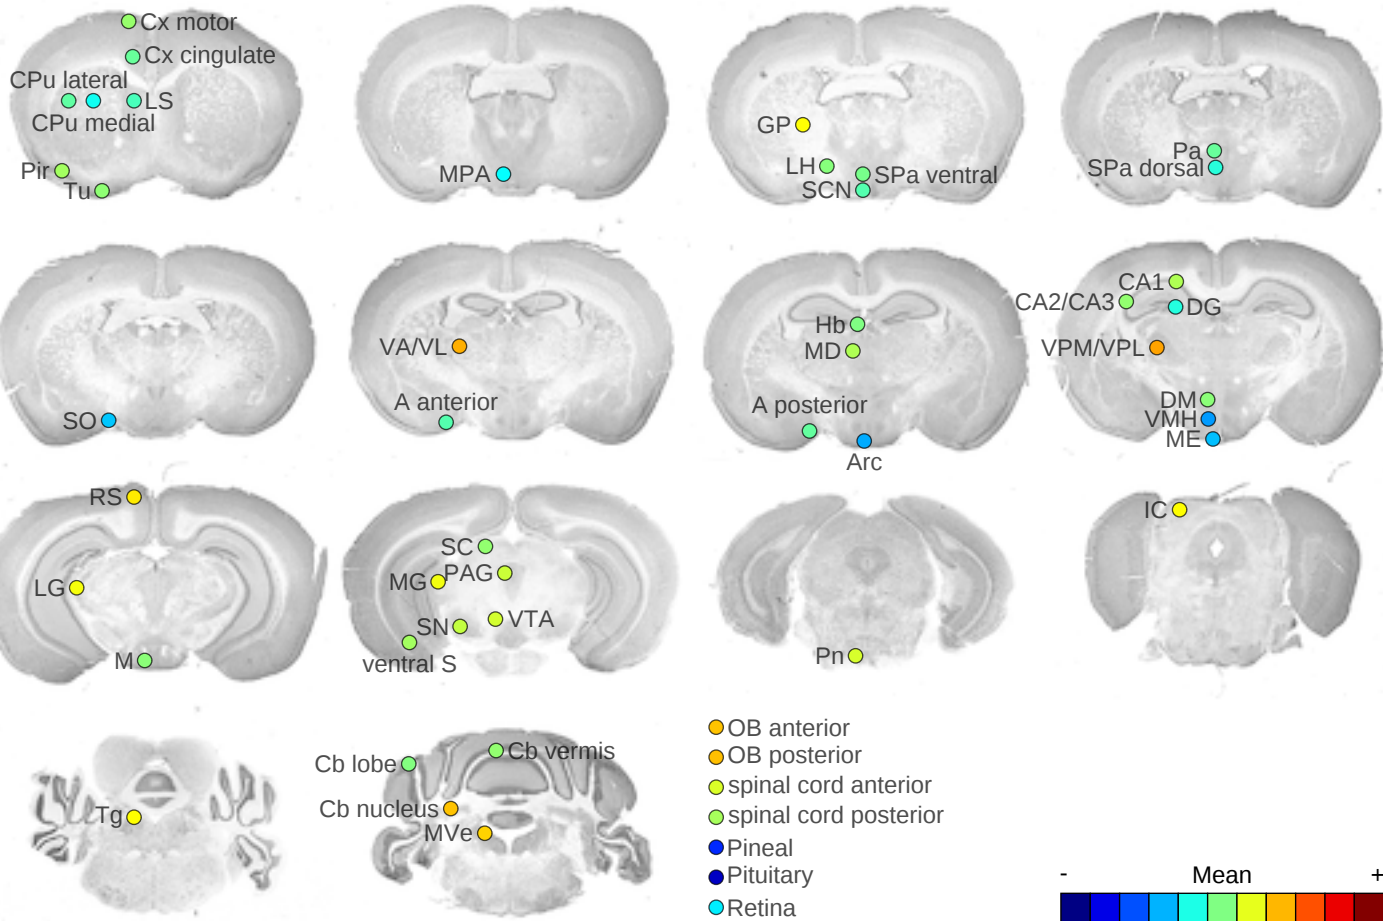 Cx motor
Cx cingulate
CPu lateral
LS
CPu medial
Pir
Tu
MPA
GP
LH
SPa ventral
SCN
Pa
SPa dorsal
SO
VA/VL
A anterior
Hb
MD
A posterior
Arc
CA1
CA2/CA3
DG
VPM/VPL
DM
VMH
ME
RS
LG
M
SC
MG
PAG
SN
VTA
ventral S
Pn
IC
Tg
Cb lobe
Cb vermis
Cb nucleus
MVe
OB anterior
OB posterior
spinal cord anterior
spinal cord posterior
Pineal
Pituitary
Retina
- Mean +